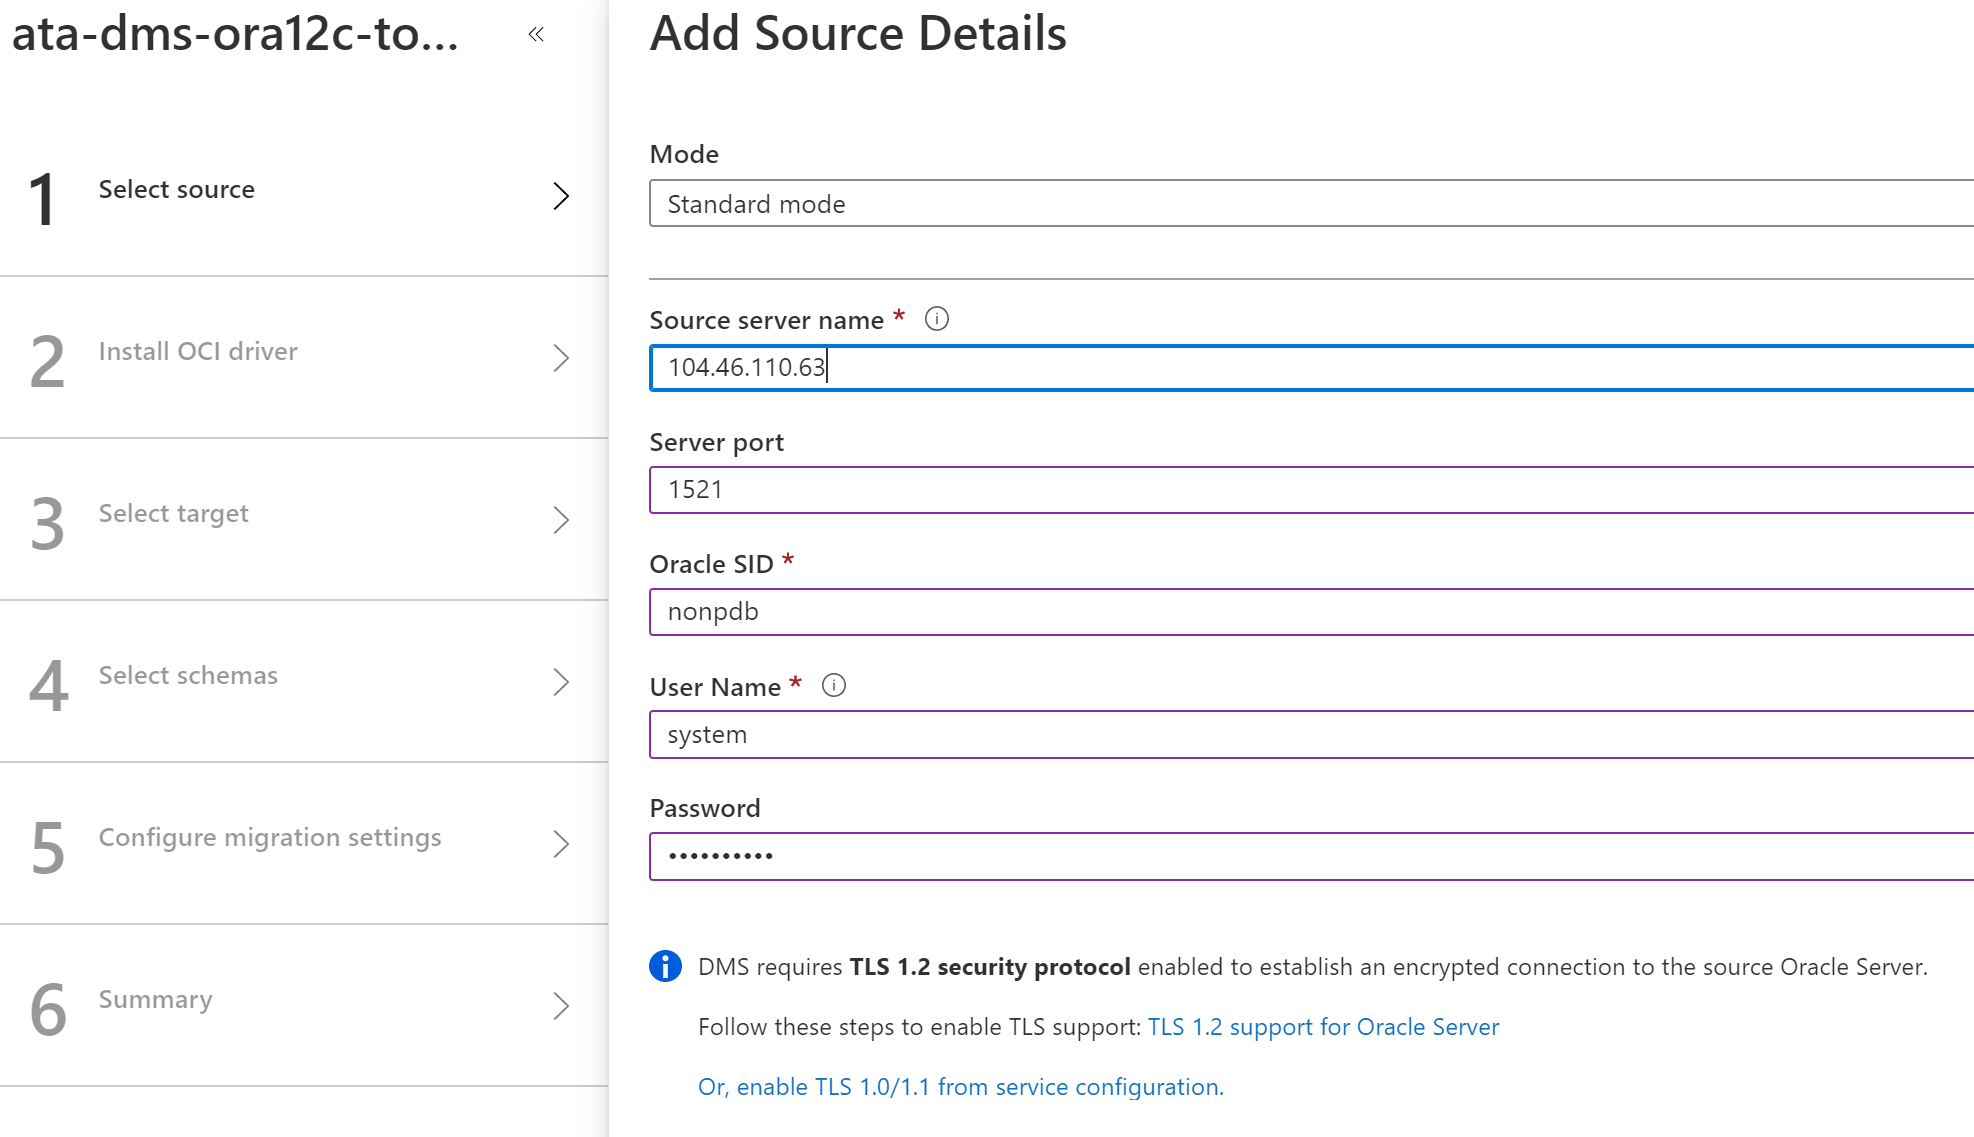 ata-dms-ora12c-to...
«
1 Select source
2 Install OCI driver
3 Select target
4 Select schemas
5 Configure migration settings
6 Summary
Add Source Details
Mode
Standard mode
Source server name *
104.46.110.63
Server port
1521
Oracle SID *
nonpdb
User Name *
system
Password
••••••••••
DMS requires TLS 1.2 security protocol enabled to establish an encrypted connection to the source Oracle Server.
Follow these steps to enable TLS support: TLS 1.2 support for Oracle Server
Or, enable TLS 1.0/1.1 from service configuration.